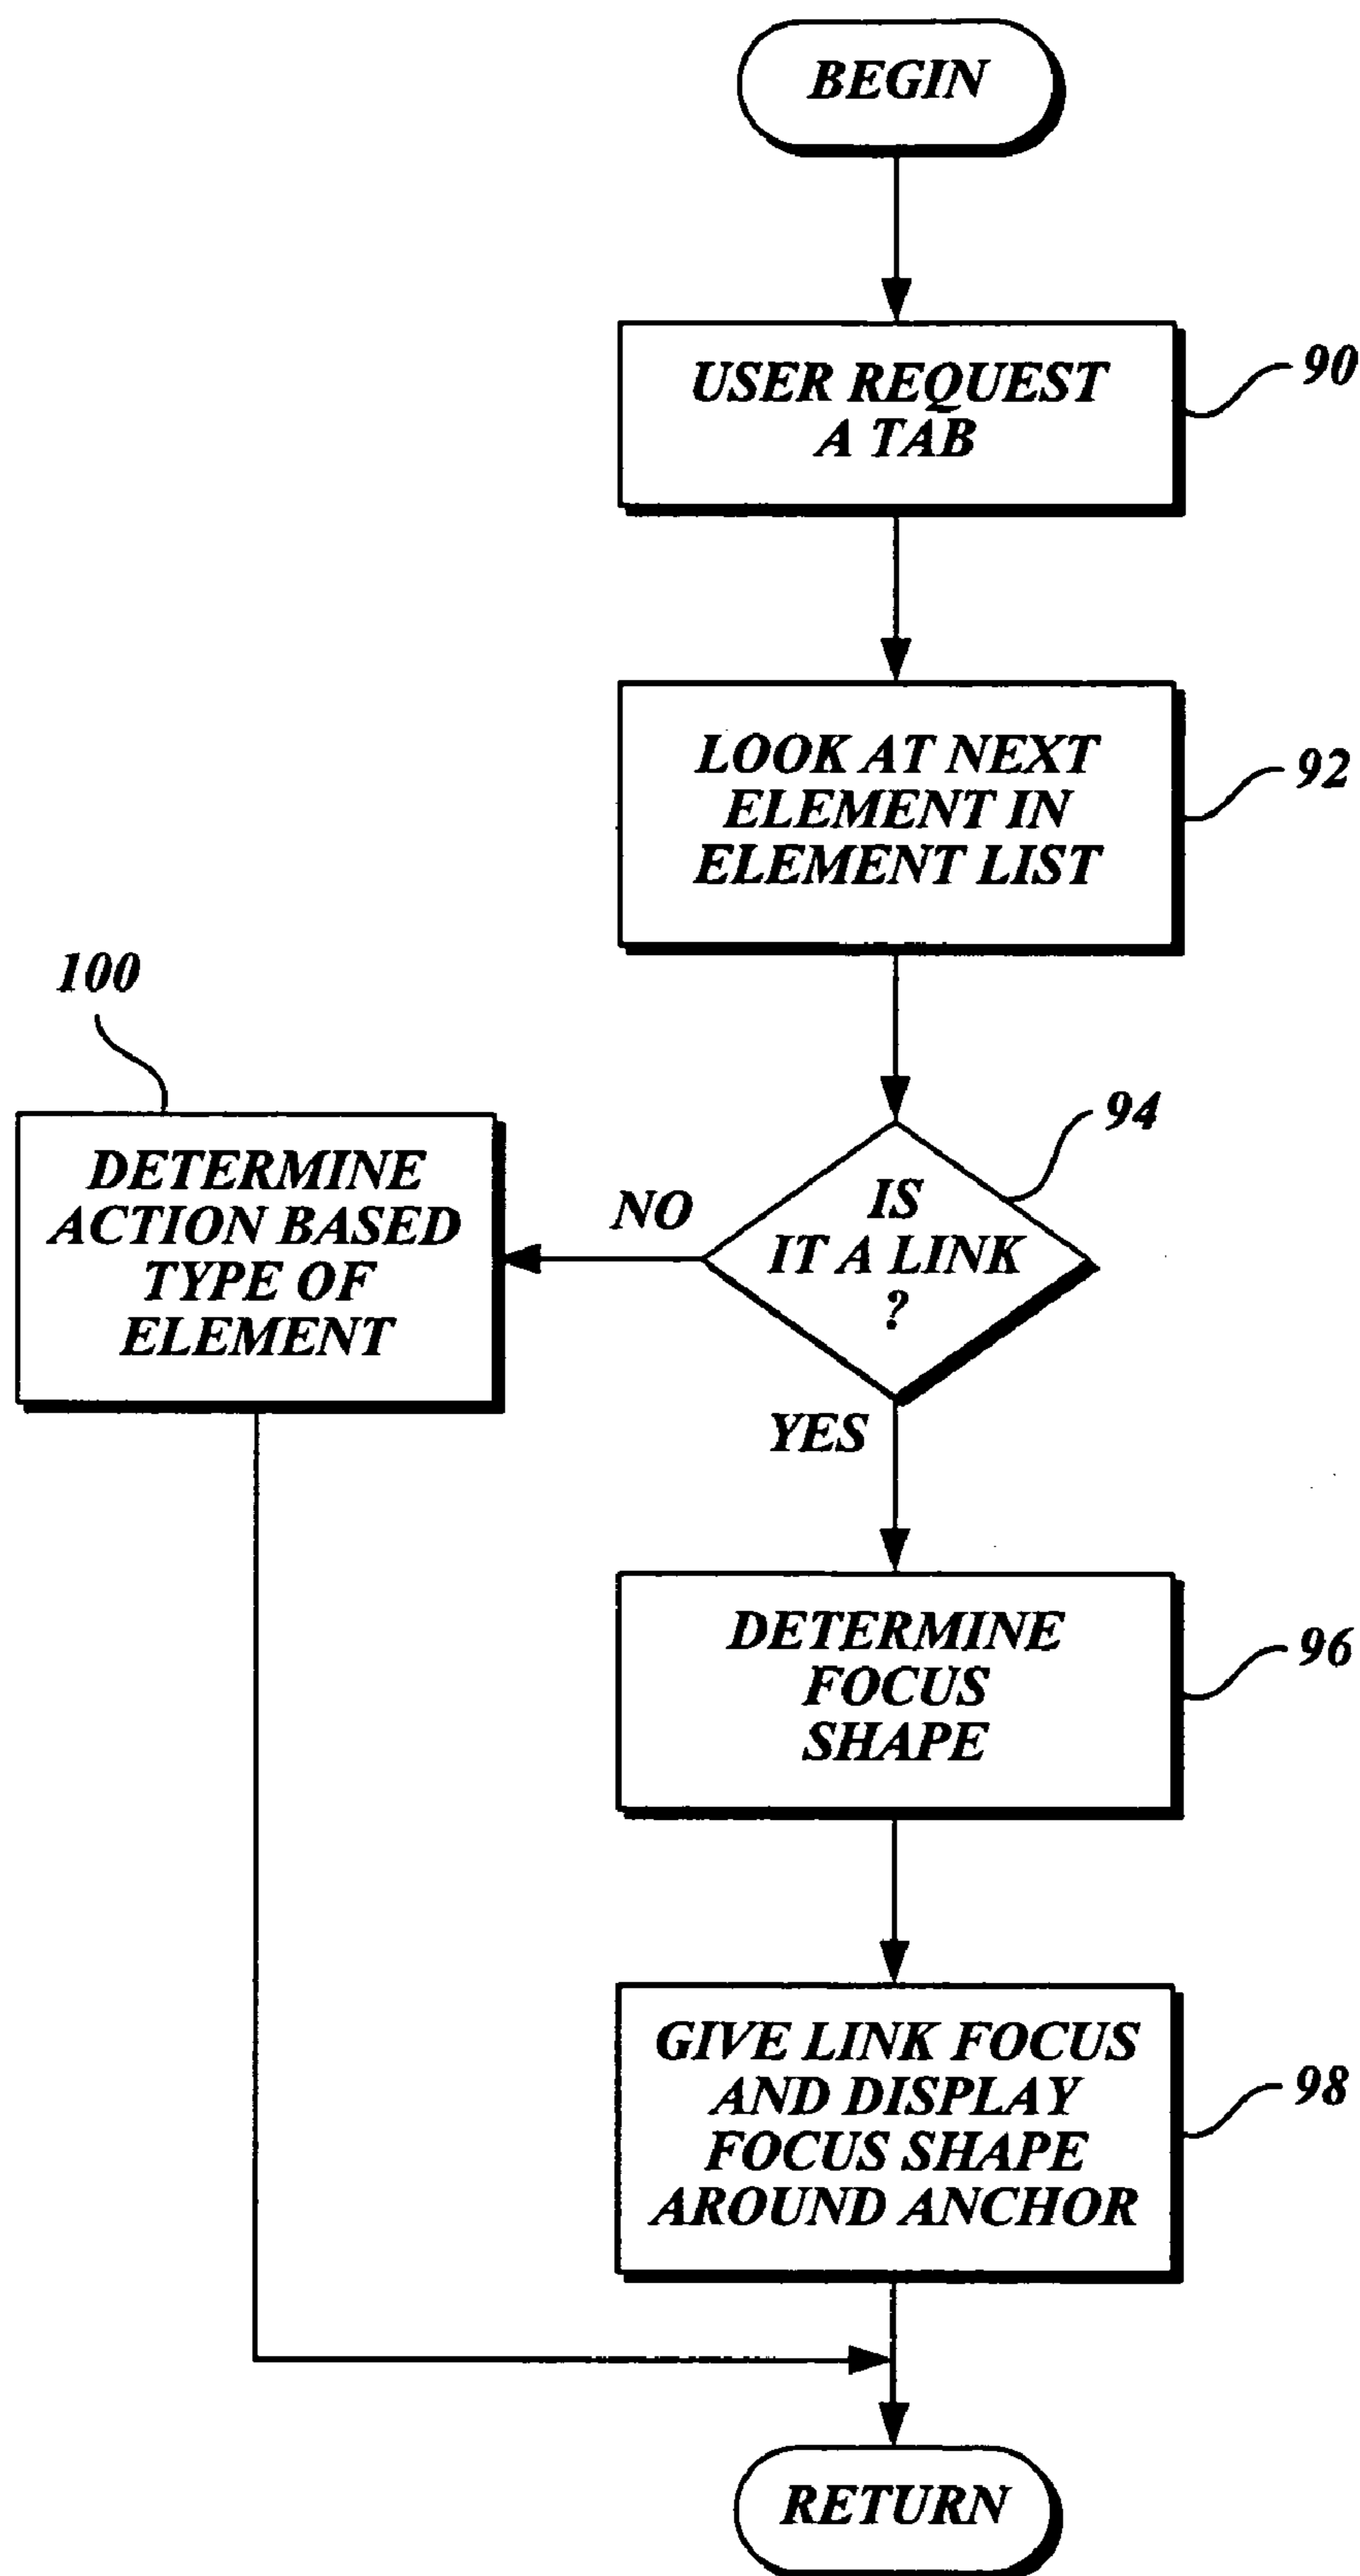 BEGIN
USER REQUEST
A TAB
90
LOOK AT NEXT
ELEMENT IN
ELEMENT LIST
92
100
94
DETERMINE
ACTION BASED
TYPE OF
ELEMENT
NO
IS
IT A LINK
?
YES
DETERMINE
FOCUS
SHAPE
96
GIVE LINK FOCUS
AND DISPLAY
FOCUS SHAPE
AROUND ANCHOR
98
RETURN